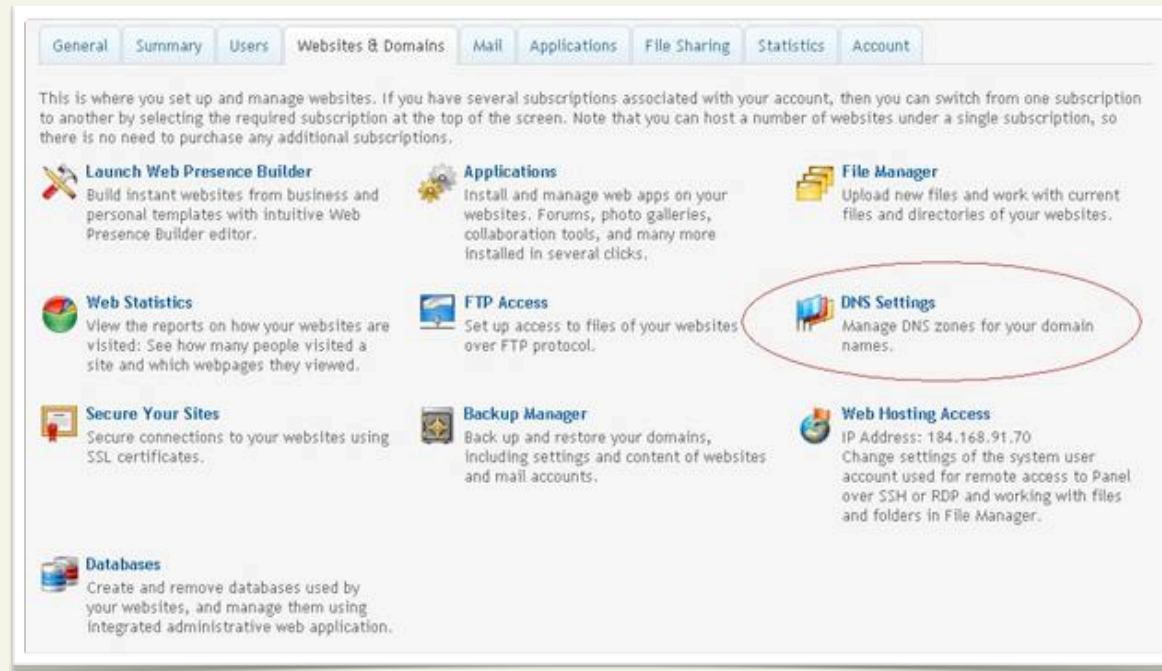 General Summary Users Websites & Domains Mail Applications File Sharing Statistics Account
This is where you set up and manage websites. If you have several subscriptions associated with your account, then you can switch from one subscription
to another by selecting the required subscription at the top of the screen. Note that you can host a number of websites under a single subscription, so
there is no need to purchase any additional subscriptions.
Launch Web Presence Builder
Build instant websites from business and
personal templates with intuitive Web
Presence Builder editor.
Applications
Install and manage web apps on your
websites. Forums, photo galleries,
collaboration tools, and many more
installed in several clicks.
File Manager
Upload new files and work with current
files and directories of your websites.
Web Statistics
View the reports on how your websites are
visited: See how many people visited a
site and which webpages they viewed.
FTP Access
Set up access to files of your websites
over FTP protocol.
DNS Settings
Manage DNS zones for your domain
names.
Secure Your Sites
Secure connections to your websites using
SSL certificates.
Backup Manager
Back up and restore your domains,
including settings and content of websites
and mail accounts.
Web Hosting Access
IP Address: 184.168.91.70
Change settings of the system user
account used for remote access to Panel
over SSH or RDP and working with files
and folders in File Manager.
Databases
Create and remove databases used by
your websites, and manage them using
integrated administrative web application.